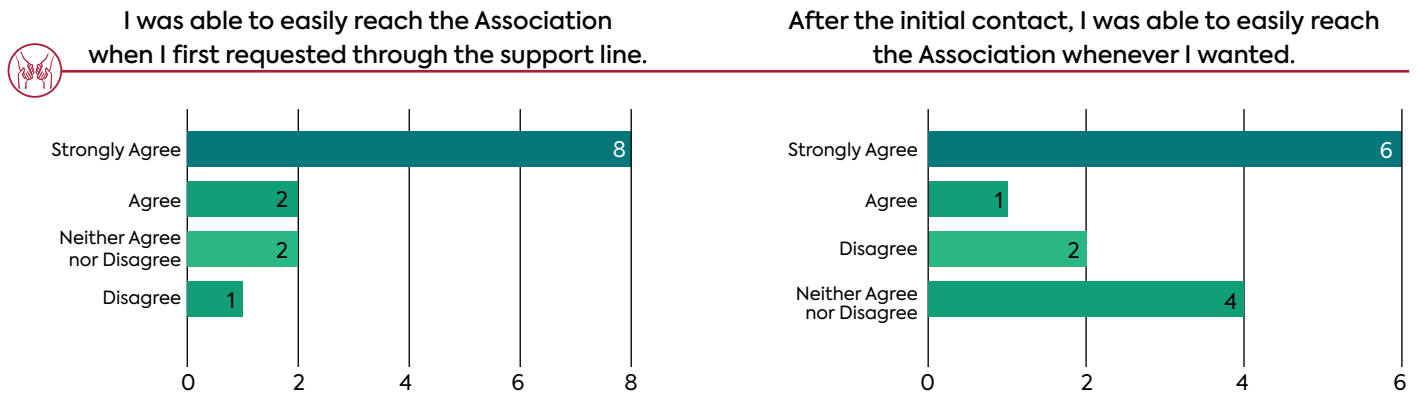 I was able to easily reach the Association
when I first requested through the support line.
Strongly Agree 8
Agree 2
Neither Agree
nor Disagree 2
Disagree 1
0 2 4 6 8
After the initial contact, I was able to easily reach
the Association whenever I wanted.
Strongly Agree 6
Agree 1
Disagree 2
Neither Agree
nor Disagree 4
0 2 4 6